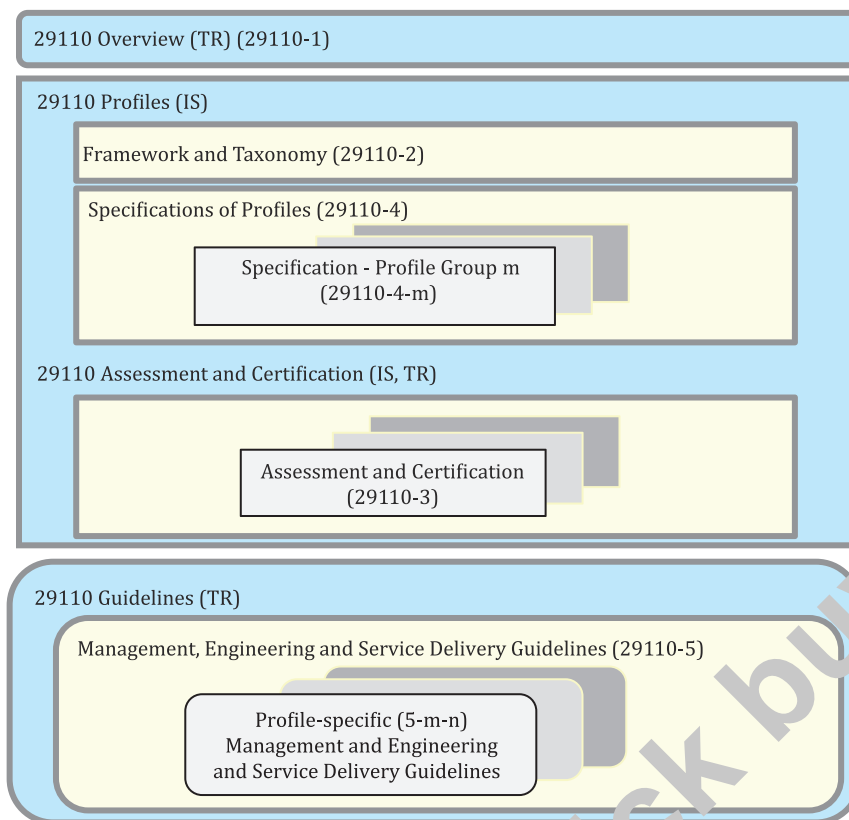 29110 Overview (TR) (29110-1)
29110 Profiles (IS)
Framework and Taxonomy (29110-2)
Specifications of Profiles (29110-4)
Specification - Profile Group m
(29110-4-m)
29110 Assessment and Certification (IS, TR)
Assessment and Certification
(29110-3)
29110 Guidelines (TR)
Management, Engineering and Service Delivery Guidelines (29110-5)
Profile-specific (5-m-n)
Management and Engineering
and Service Delivery Guidelines